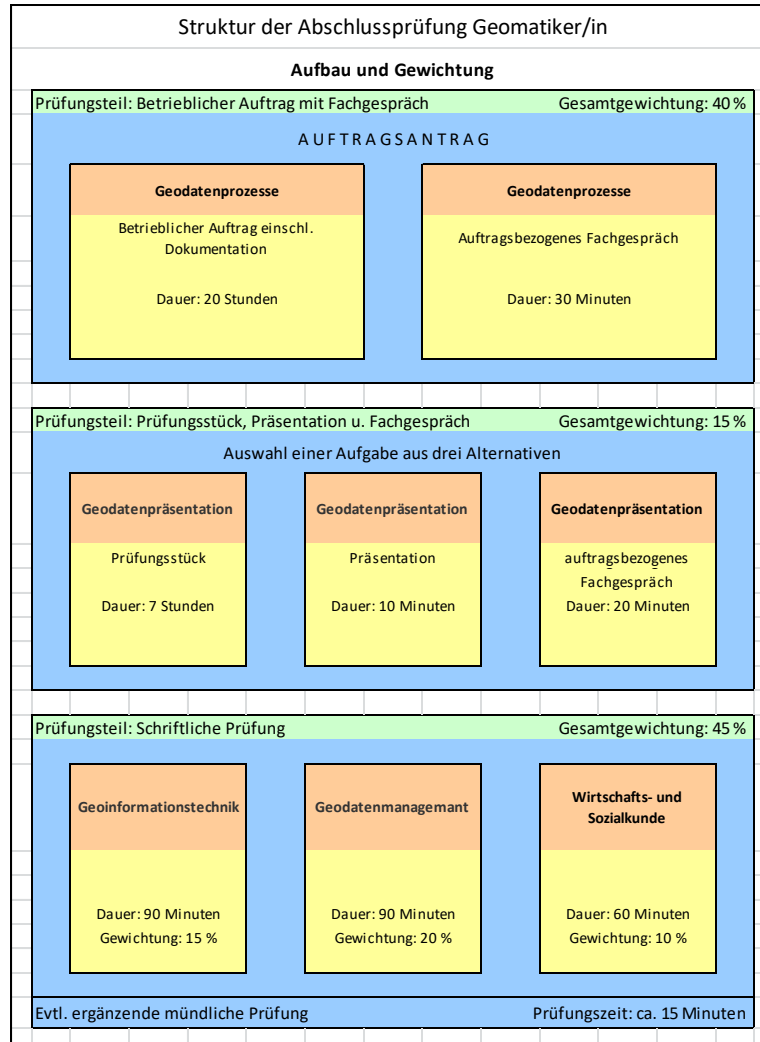 Struktur der Abschlussprüfung Geomatiker/in
Aufbau und Gewichtung
Prüfungsteil: Betrieblicher Auftrag mit Fachgespräch Gesamtgewichtung: 40 %
A U F T R A G S A N T R A G
Geodatenprozesse
Betrieblicher Auftrag einschl.
Dokumentation
Dauer: 20 Stunden
Geodatenprozesse
Auftragsbezogenes Fachgespräch
Dauer: 30 Minuten
Prüfungsteil: Prüfungsstück, Präsentation u. Fachgespräch Gesamtgewichtung: 15 %
Auswahl einer Aufgabe aus drei Alternativen
Geodatenpräsentation
Prüfungsstück
Dauer: 7 Stunden
Geodatenpräsentation
Präsentation
Dauer: 10 Minuten
Geodatenpräsentation
auftragsbezogenes
Fachgespräch
Dauer: 20 Minuten
Prüfungsteil: Schriftliche Prüfung Gesamtgewichtung: 45 %
Geoinformationstechnik
Dauer: 90 Minuten
Gewichtung: 15 %
Geodatenmanagemant
Dauer: 90 Minuten
Gewichtung: 20 %
Wirtschafts- und
Sozialkunde
Dauer: 60 Minuten
Gewichtung: 10 %
Evtl. ergänzende mündliche Prüfung Prüfungszeit: ca. 15 Minuten